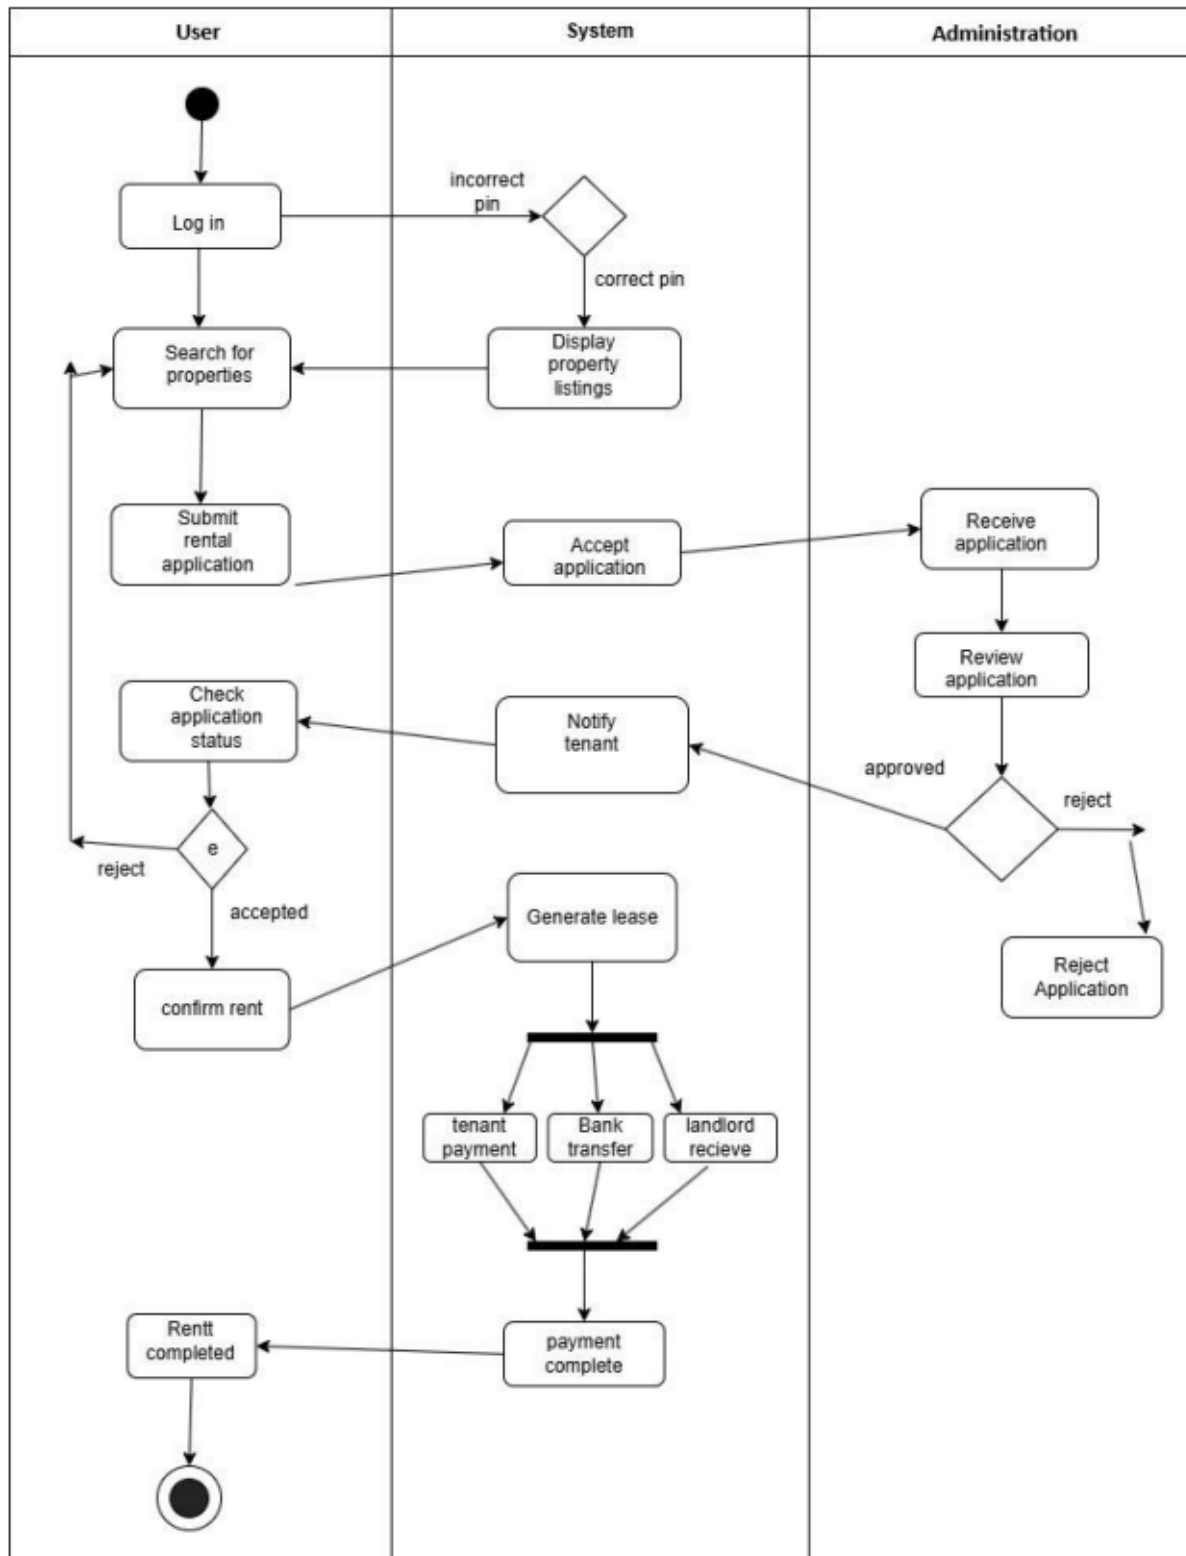 User
System
Administration
incorrect
pin
Log in
correct pin
Search for
properties
Display
property
listings
Submit
rental
application
Accept
application
Receive
application
Review
application
Check
application
status
Notify
tenant
approved
reject
e
reject
accepted
Generate lease
Reject
Application
confirm rent
tenant
payment
Bank
transfer
landlord
recieve
Rentt
completed
payment
complete